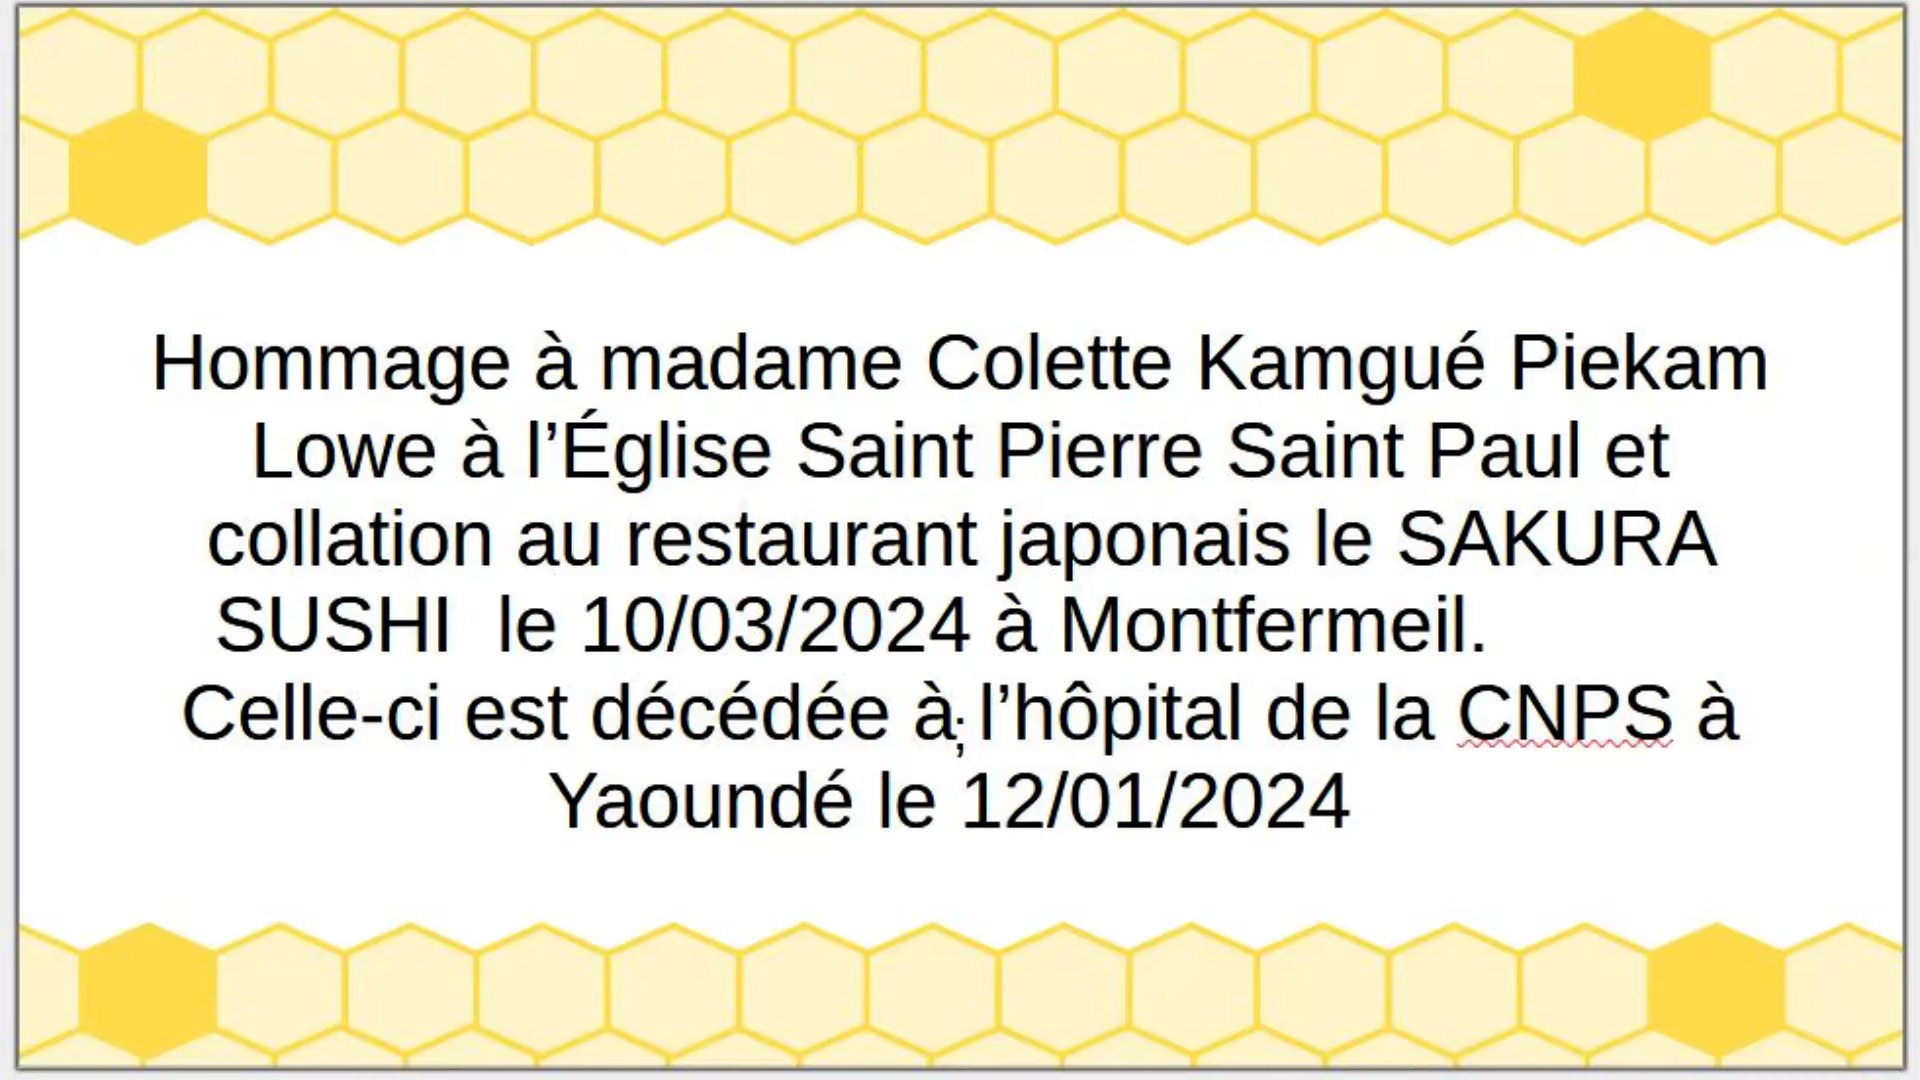 Hommage à madame Colette Kamgué Piekam
Lowe à l’Église Saint Pierre Saint Paul et
collation au restaurant japonais le SAKURA
SUSHI  le 10/03/2024 à Montfermeil.
Celle-ci est décédée à l’hôpital de la CNPS à
;
Yaoundé le 12/01/2024